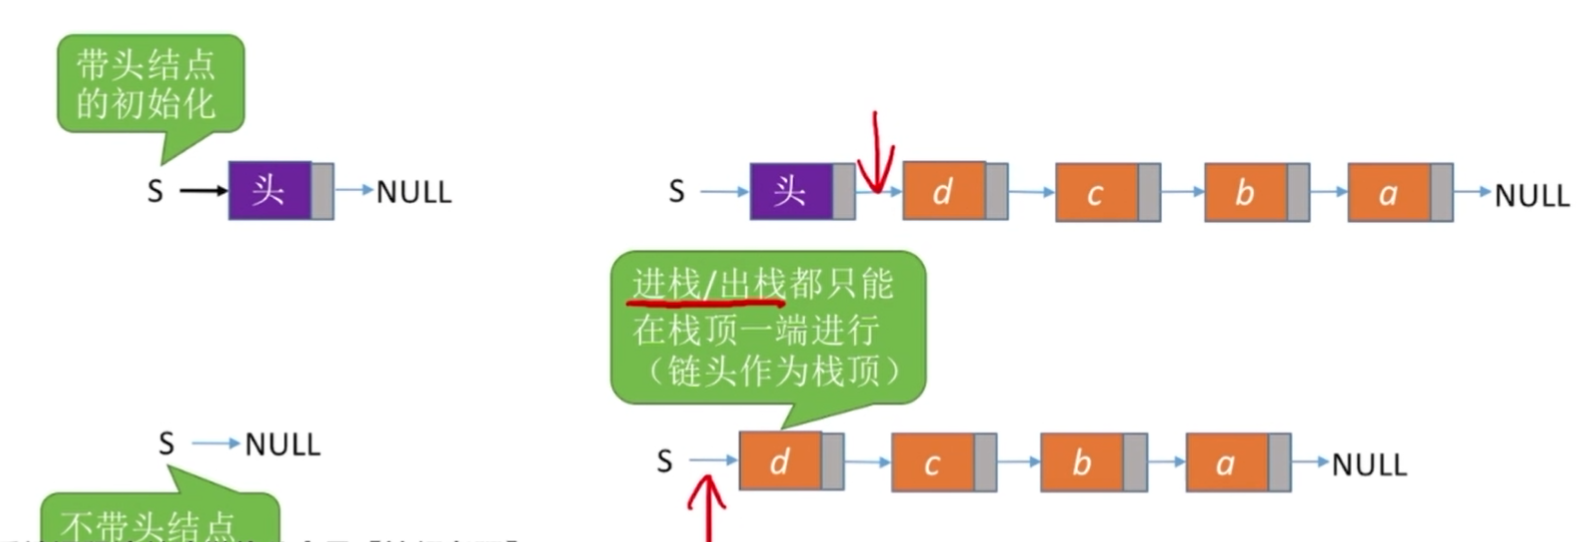 带头结点
的初始化
S 头 NULL
S 头 d c b a NULL
进栈/出栈都只能
在栈顶一端进行
（链头作为栈顶）
S NULL
S d c b a NULL
不带头结点